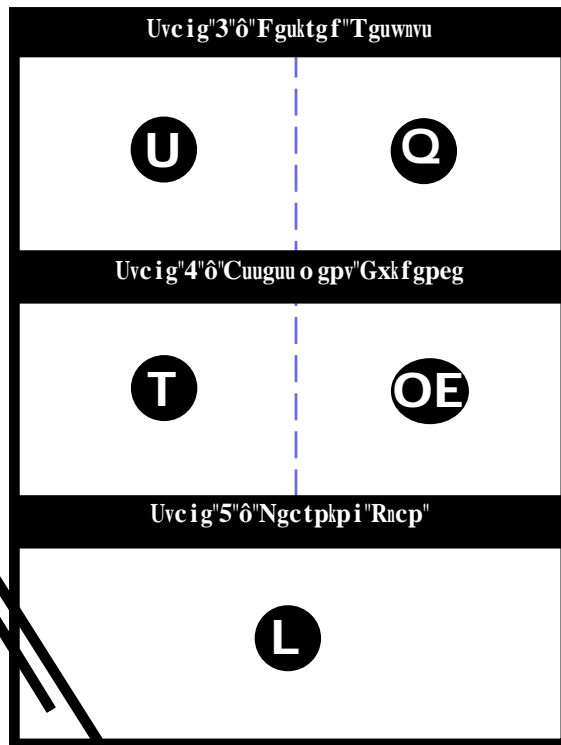 Uvcig"3"ô"Fguktgf"Tguwnvu
U Q
Uvcig"4"ô"Cuuguuogpv"Gxkfgpeg
T OE
Uvcig"5"ô"Ngctpkpi"Rncp"
L